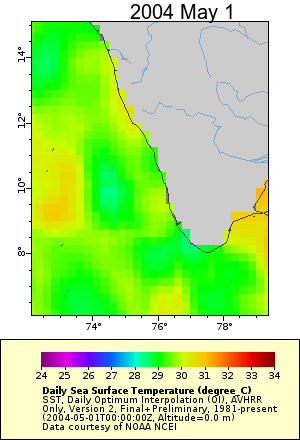 2004 May 1
14°
12°
10°
8°
74° 76° 78°
24 25 26 27 28 29 30 31 32 33 34
Daily Sea Surface Temperature (degree_C)
SST, Daily Optimum Interpolation (OI), AVHRR
Only, Version 2, Final+Preliminary, 1981-present
(2004-05-01T00:00:00Z, Altitude=0.0 m)
Data courtesy of NOAA NCEI